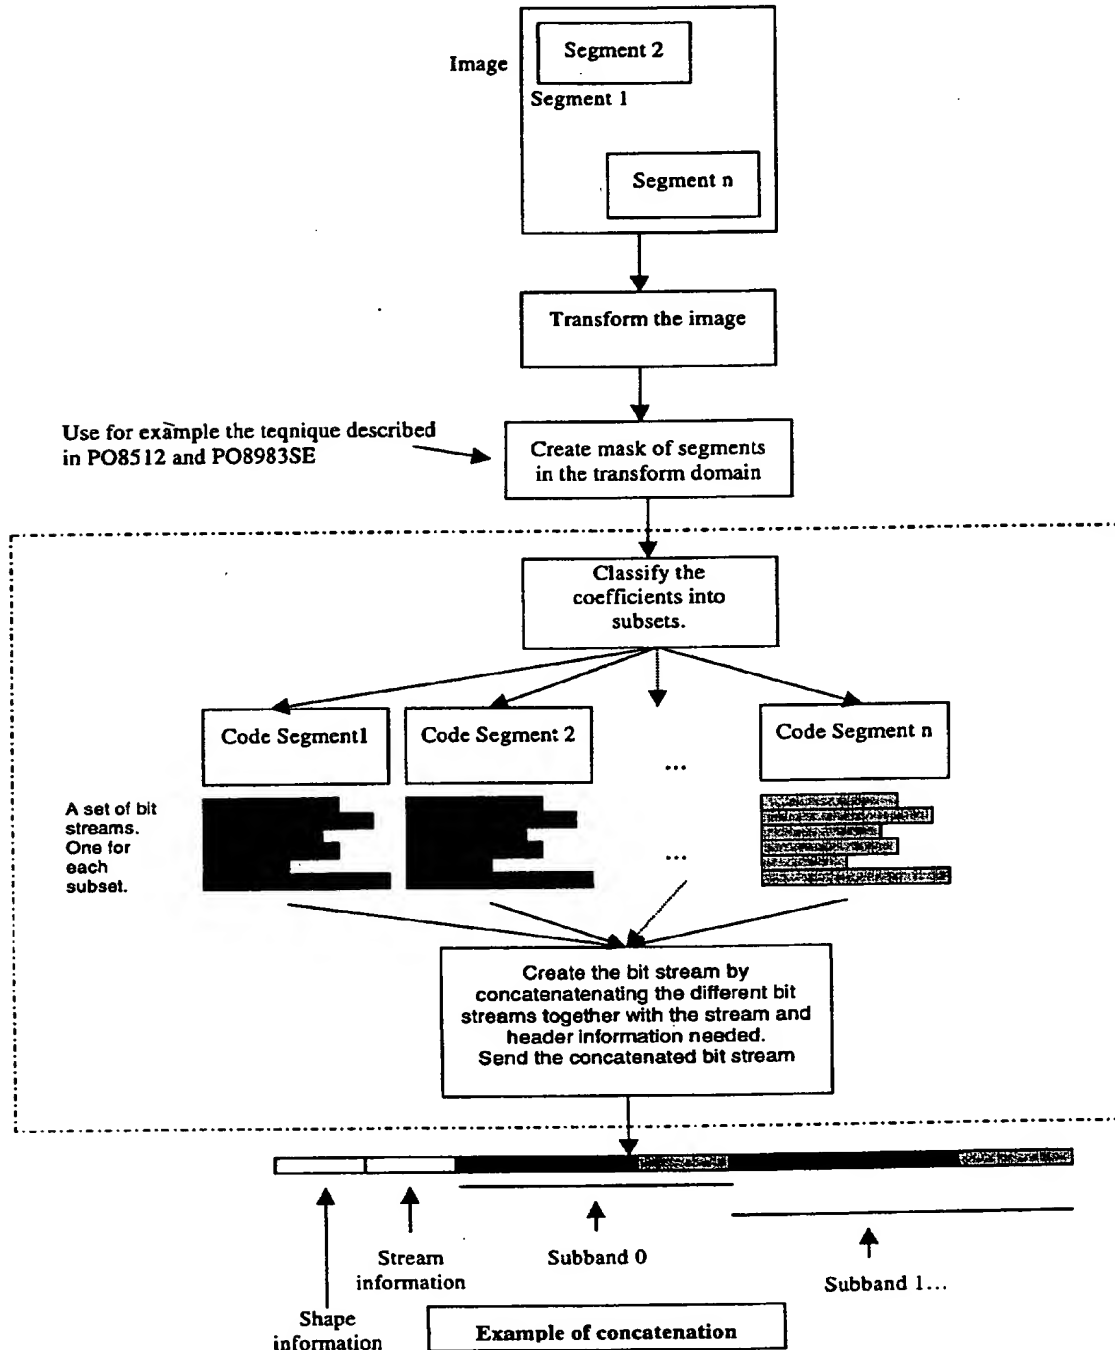 Image
Segment 2
Segment 1
Segment n
Transform the image
Use for example the teqnique described
in PO8512 and PO8983SE
Create mask of segments
in the transform domain
Classify the
coefficients into
subsets.
Code Segment1
Code Segment 2
...
Code Segment n
A set of bit
streams.
One for
each
subset.
...
Create the bit stream by
concatenatenating the different bit
streams together with the stream and
header information needed.
Send the concatenated bit stream
Stream
information
Subband 0
Subband 1...
Shape
information
Example of concatenation